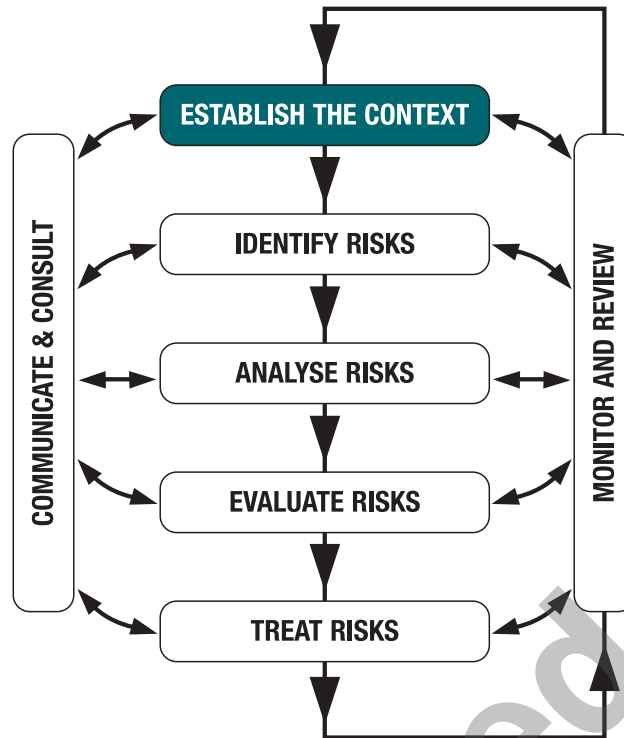 ESTABLISH THE CONTEXT
COMMUNICATE & CONSULT
IDENTIFY RISKS
ANALYSE RISKS
EVALUATE RISKS
TREAT RISKS
MONITOR AND REVIEW